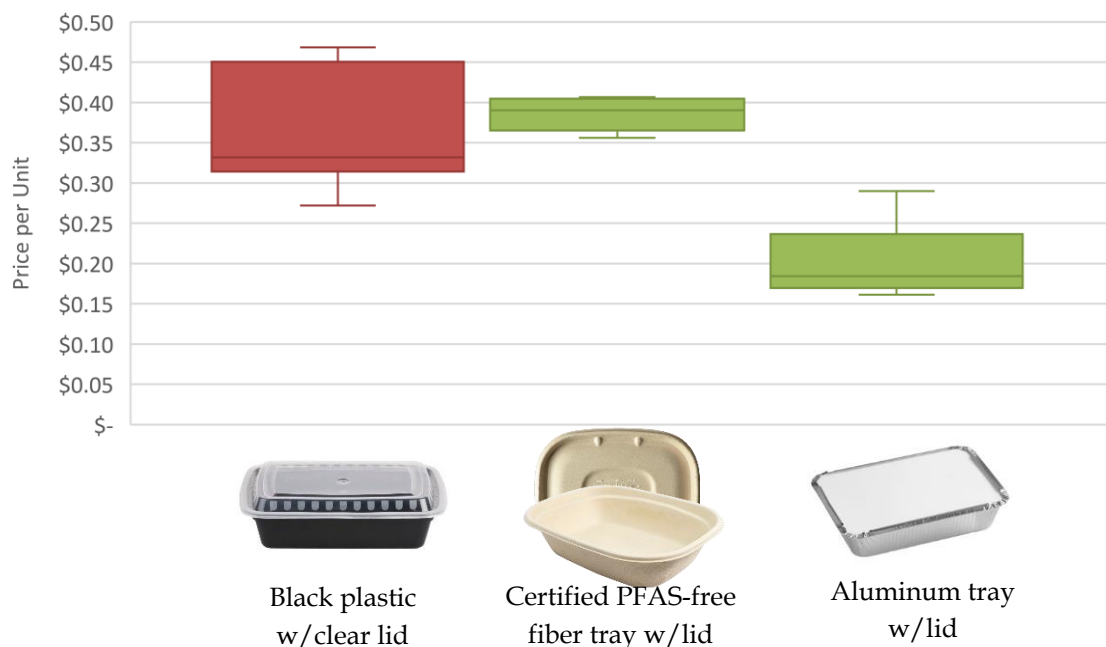 $0.50
$0.45
$0.40
$0.35
$0.30
$0.25
$0.20
$0.15
$0.10
$0.05
$-
Price per Unit
Black plastic
w/clear lid
Certified PFAS-free
fiber tray w/lid
Aluminum tray
w/lid